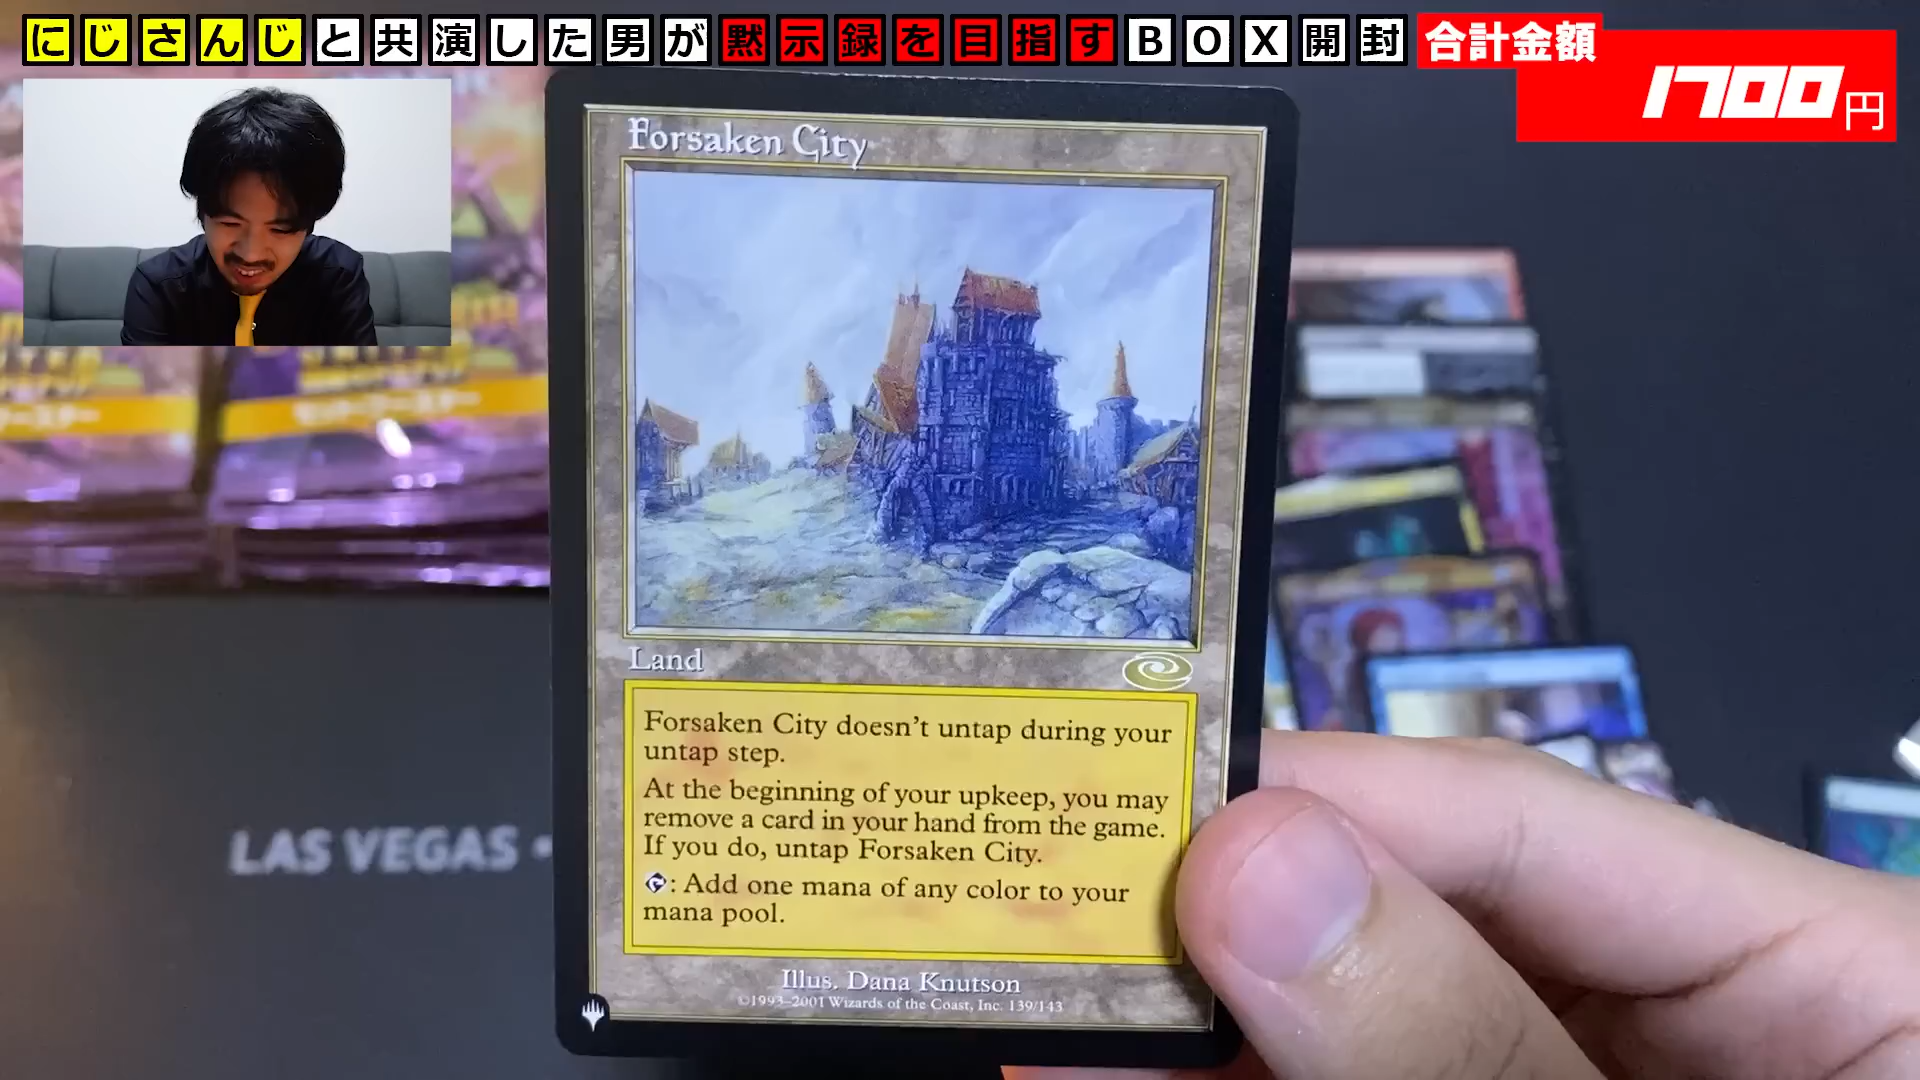 にじさんじと共演した男が黙示録を目指すBOX開封
合計金額
1700円
Forsaken City
Land
Forsaken City doesn't untap during your
untap step.
At the beginning of your upkeep, you may
remove a card in your hand from the game.
If you do, untap Forsaken City.
: Add one mana of any color to your
mana pool.
Illus. Dana Knutson
©1993–2001 Wizards of the Coast, Inc. 139/143
LAS VEGAS •